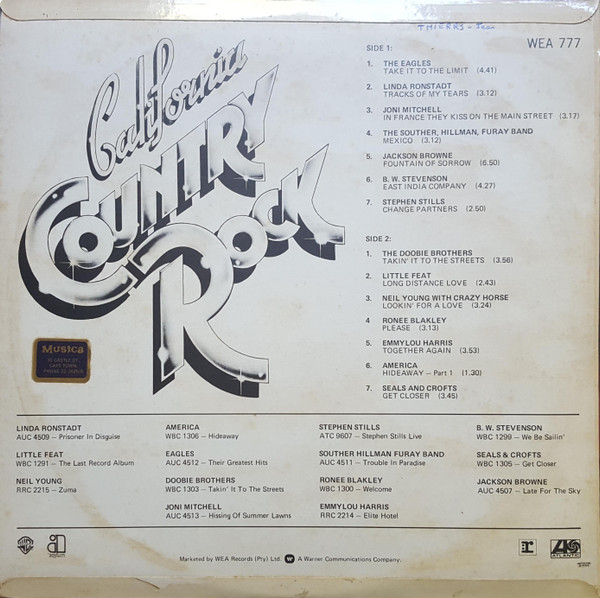 THIERRY -
WEA 777
California
COUNTRY
ROCK
SIDE 1:
1. THE EAGLES
TAKE IT TO THE LIMIT (4.41)
2. LINDA RONSTADT
TRACKS OF MY TEARS (3.12)
3. JONI MITCHELL
IN FRANCE THEY KISS ON THE MAIN STREET (3.17)
4. THE SOUTHER, HILLMAN, FURAY BAND
MEXICO (3.12)
5. JACKSON BROWNE
FOUNTAIN OF SORROW (6.50)
6. B. W. STEVENSON
EAST INDIA COMPANY (4.27)
7. STEPHEN STILLS
CHANGE PARTNERS (2.50)
SIDE 2:
1. THE DOOBIE BROTHERS
TAKIN' IT TO THE STREETS (3.56)
2. LITTLE FEAT
LONG DISTANCE LOVE (2.43)
3. NEIL YOUNG WITH CRAZY HORSE
LOOKIN' FOR A LOVE (3.24)
4 RONEE BLAKLEY
PLEASE (3.13)
5. EMMYLOU HARRIS
TOGETHER AGAIN (3.53)
6. AMERICA
HIDEAWAY – Part 1 (1.30)
7. SEALS AND CROFTS
GET CLOSER (3.45)
Musica
CASTLE ST.
CAPE TOWN
PHONE
LINDA RONSTADT
AUC 4509 – Prisoner In Disguise
LITTLE FEAT
WBC 1291 – The Last Record Album
NEIL YOUNG
RRC 2215 – Zuma
AMERICA
WBC 1306 – Hideaway
EAGLES
AUC 4512 – Their Greatest Hits
DOOBIE BROTHERS
WBC 1303 – Takin' It To The Streets
JONI MITCHELL
AUC 4513 – Hissing Of Summer Lawns
STEPHEN STILLS
ATC 9607 – Stephen Stills Live
SOUTHER HILLMAN FURAY BAND
AUC 4511 – Trouble In Paradise
RONEE BLAKLEY
WBC 1300 – Welcome
EMMYLOU HARRIS
RRC 2214 – Elite Hotel
B. W. STEVENSON
WBC 1299 – We Be Sailin'
SEALS & CROFTS
WBC 1305 – Get Closer
JACKSON BROWNE
AUC 4507 – Late For The Sky
asylum
Marketed by WEA Records (Pty) Ltd. A Warner Communications Company.
ATLANTIC